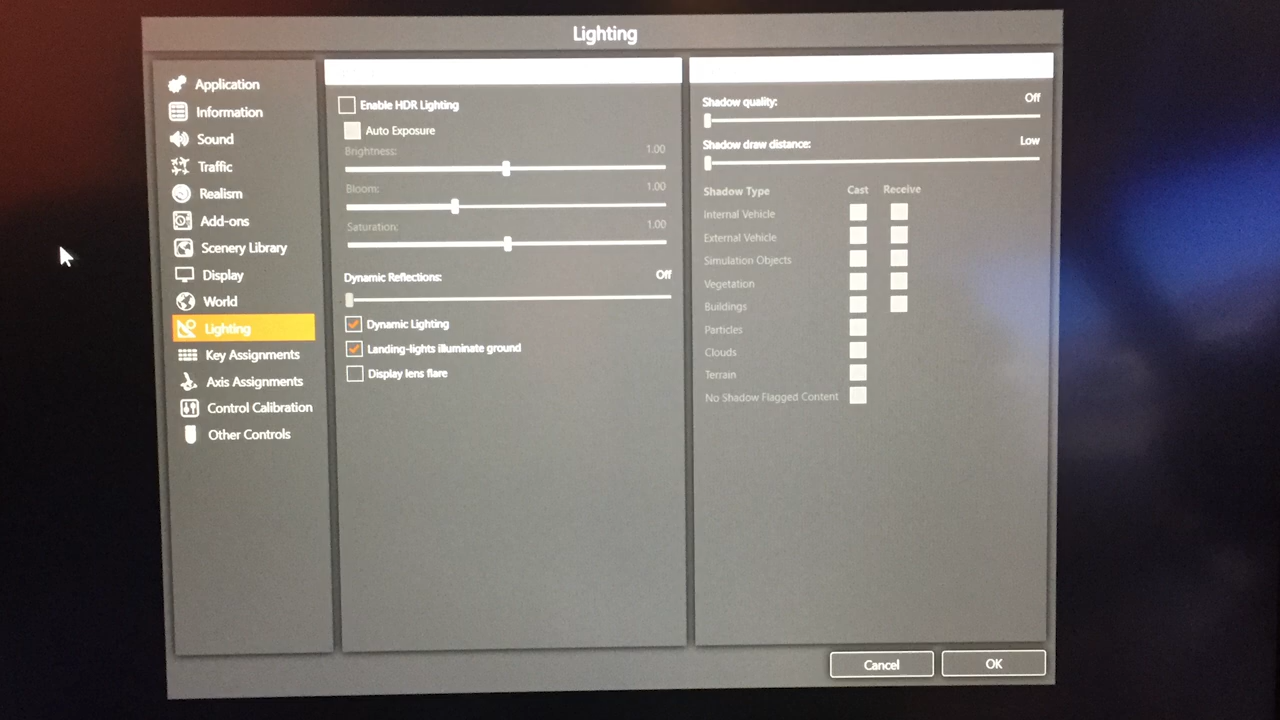 Lighting
Application
Information
Sound
Traffic
Realism
Add-ons
Scenery Library
Display
World
Lighting
Key Assignments
Axis Assignments
Control Calibration
Other Controls
Enable HDR Lighting
Auto Exposure
Brightness: 1.00
Bloom: 1.00
Saturation: 1.00
Dynamic Reflections: Off
Dynamic Lighting
Landing-lights illuminate ground
Display lens flare
Shadow quality: Off
Shadow draw distance: Low
Shadow Type Cast Receive
Internal Vehicle
External Vehicle
Simulation Objects
Vegetation
Buildings
Particles
Clouds
Terrain
No Shadow Flagged Content
Cancel OK